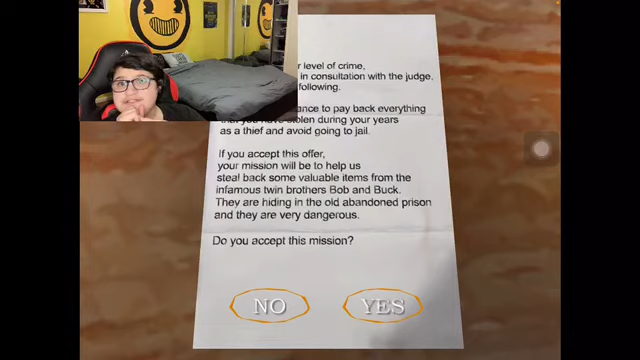 r level of crime,
in consultation with the judge,
following.
ance to pay back everything
that you have stolen during your years
as a thief and avoid going to jail.
If you accept this offer,
your mission will be to help us
steal back some valuable items from the
infamous twin brothers Bob and Buck.
They are hiding in the old abandoned prison
and they are very dangerous.
Do you accept this mission?
NO
YES